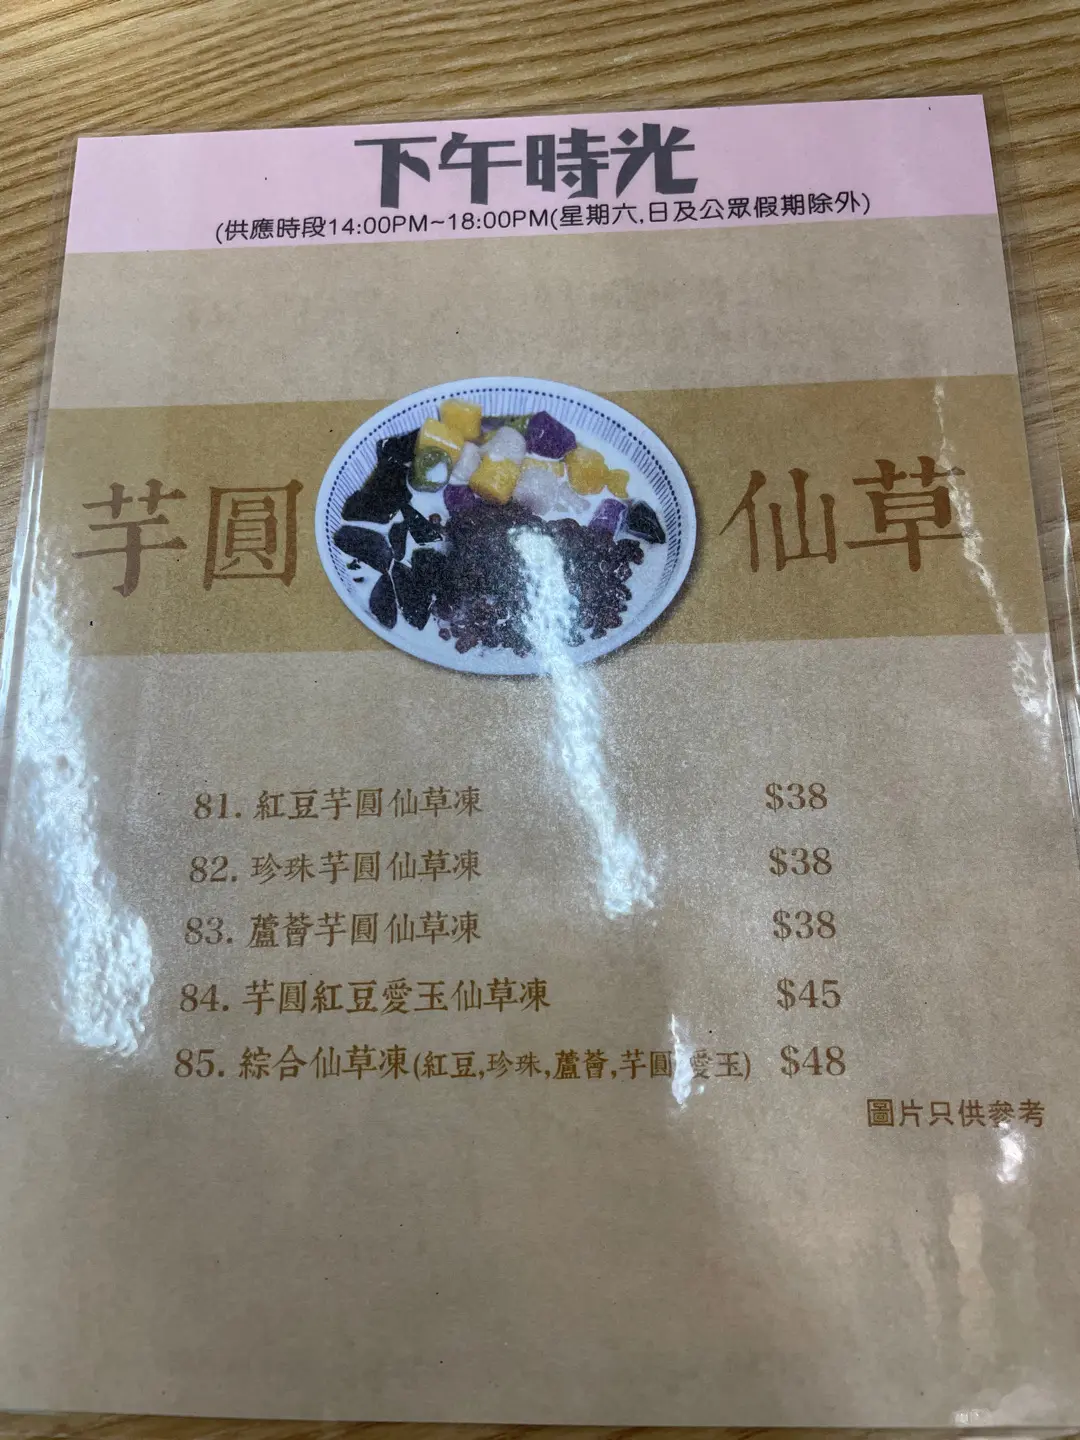 下午時光
(供應時段14:00PM~18:00PM(星期六,日及公眾假期除外)
芋圓 仙草
81. 紅豆芋圓仙草凍 $38
82. 珍珠芋圓仙草凍 $38
83. 蘆薈芋圓仙草凍 $38
84. 芋圓紅豆愛玉仙草凍 $45
85. 綜合仙草凍(紅豆,珍珠,蘆薈,芋圓 愛玉) $48
圖片只供參考